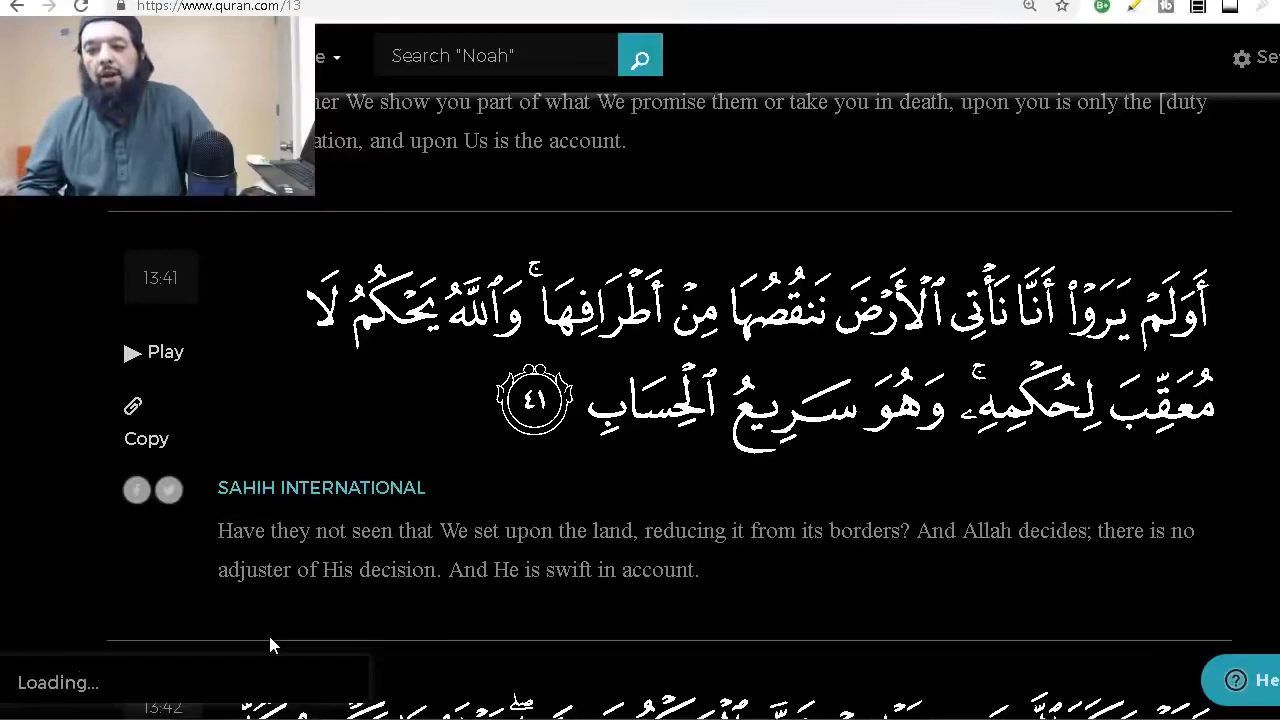 https://www.quran.com/13
e
Search "Noah"
Se
her We show you part of what We promise them or take you in death, upon you is only the [duty
ation, and upon Us is the account.
13:41
أَوَلَمْ يَرَوْا۟ أَنَّا نَأْتِى ٱلْأَرْضَ نَنقُصُهَا مِنْ أَطْرَافِهَا ۚ وَٱللَّهُ يَحْكُمُ لَا
مُعَقِّبَ لِحُكْمِهِۦ ۚ وَهُوَ سَرِيعُ ٱلْحِسَابِ ٤١
Play
Copy
SAHIH INTERNATIONAL
Have they not seen that We set upon the land, reducing it from its borders? And Allah decides; there is no
adjuster of His decision. And He is swift in account.
Loading...
He
13:42